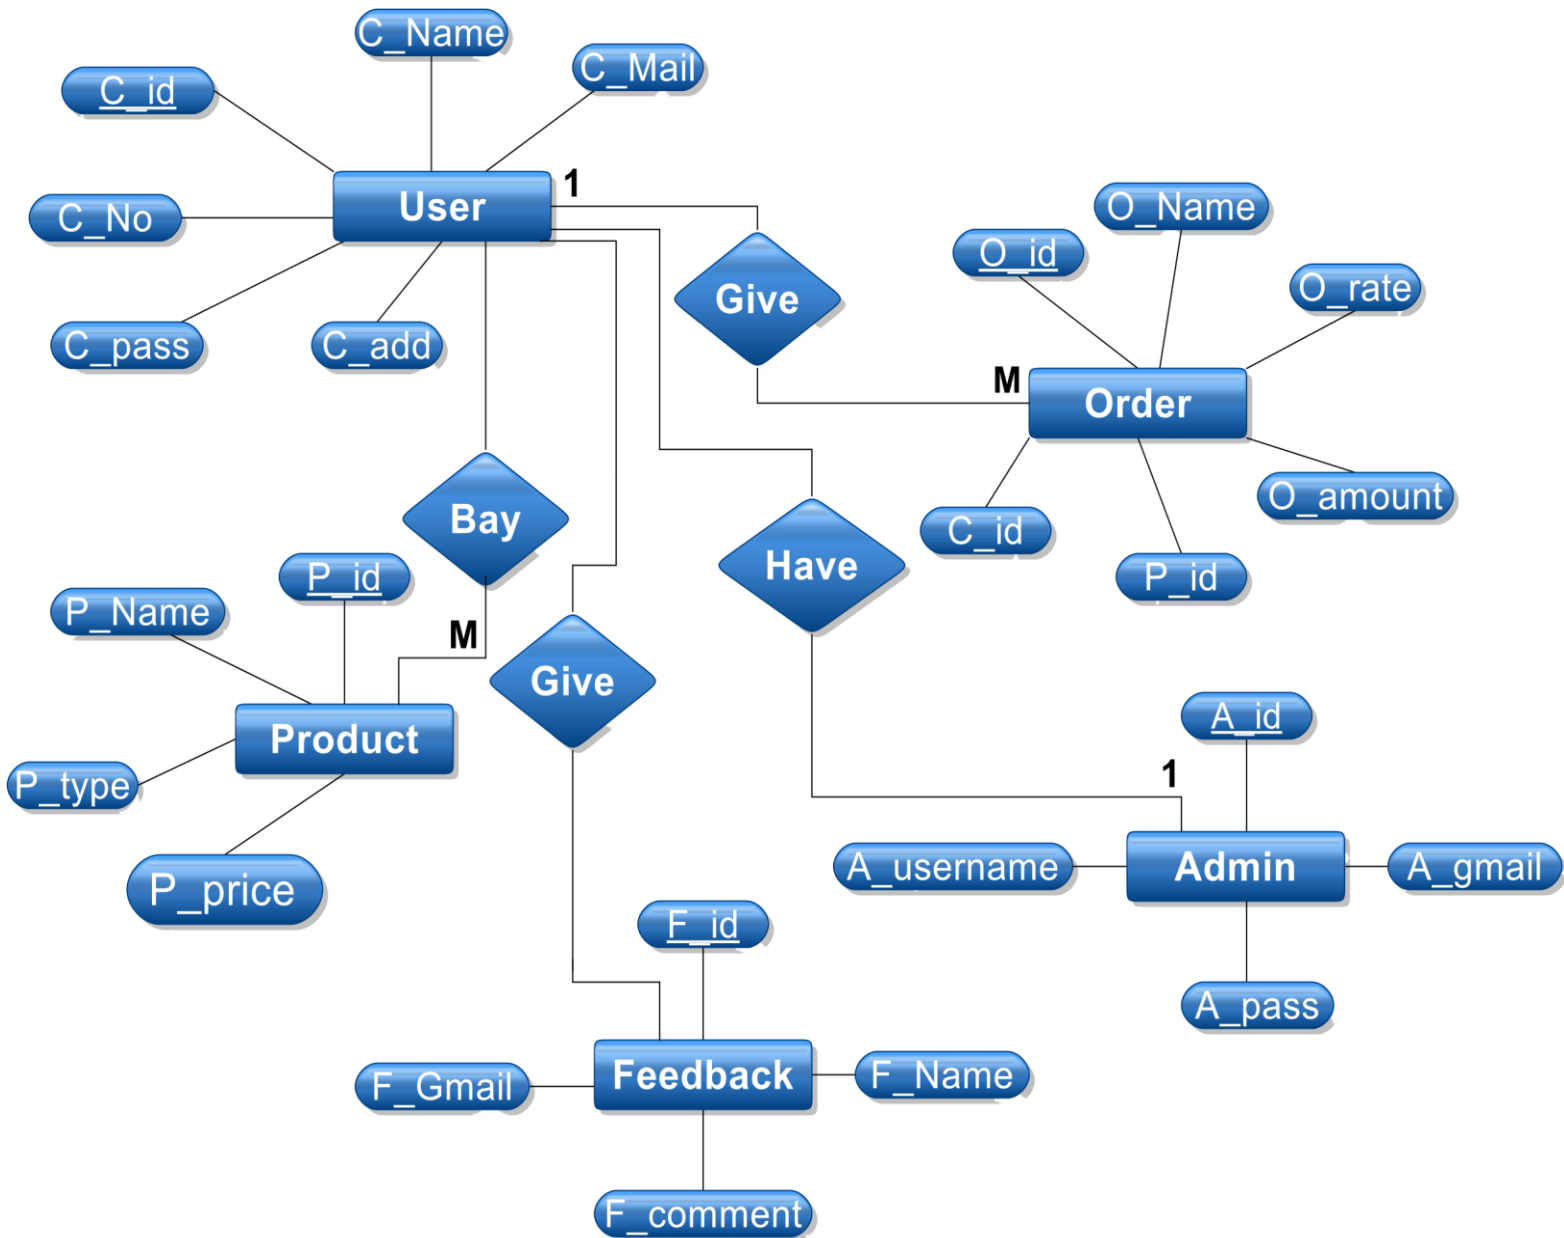 C_Name
C_Mail
C_id
User
1
C_No
O_Name
O_id
O_rate
Give
C_pass
C_add
M
Order
O_amount
Bay
C_id
Have
P_id
P_id
P_Name
M
Give
A_id
Product
1
P_type
A_username
Admin
A_gmail
P_price
F_id
A_pass
F_Gmail
Feedback
F_Name
F_comment